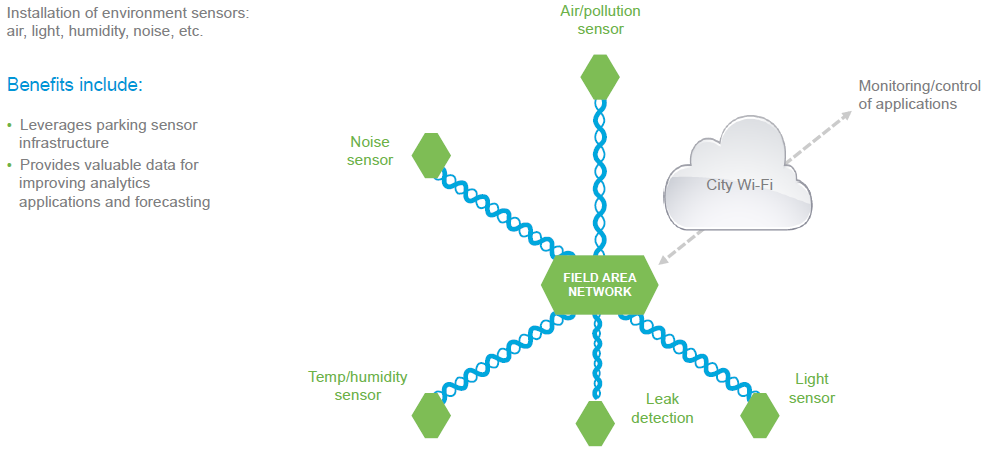 Installation of environment sensors:
air, light, humidity, noise, etc.
Benefits include:
• Leverages parking sensor
infrastructure
• Provides valuable data for
improving analytics
applications and forecasting
Air/pollution
sensor
Monitoring/control
of applications
Noise
sensor
City Wi-Fi
FIELD AREA
NETWORK
Temp/humidity
sensor
Leak
detection
Light
sensor